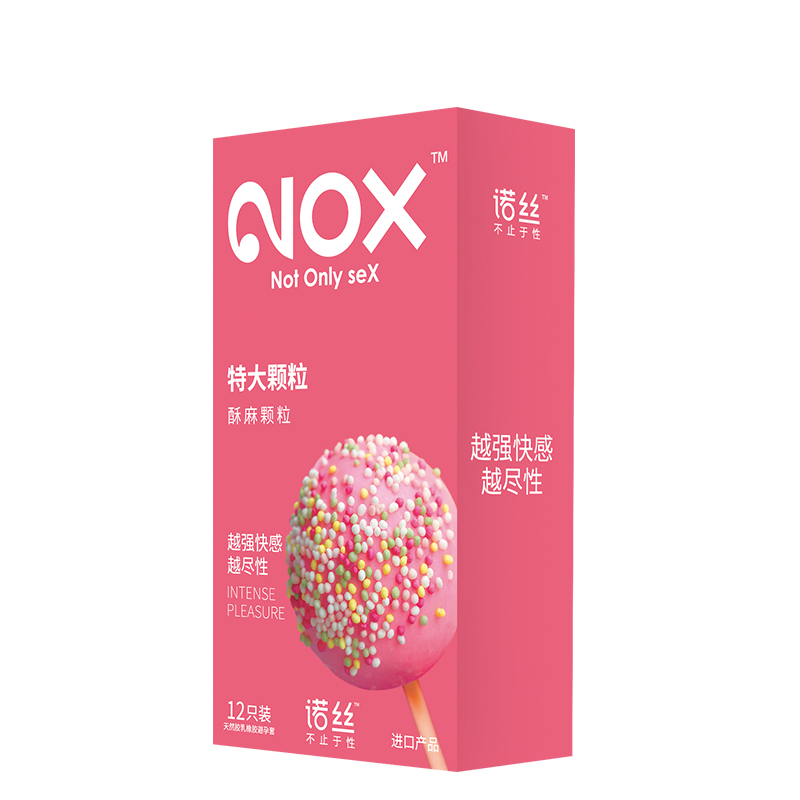 NOX™
Not Only seX
特大颗粒
酥麻颗粒
越强快感
越尽性
INTENSE
PLEASURE
12只装
天然胶乳橡胶避孕套
诺丝™
不止于性
进口产品
诺丝™
不止于性
越强快感
越尽性